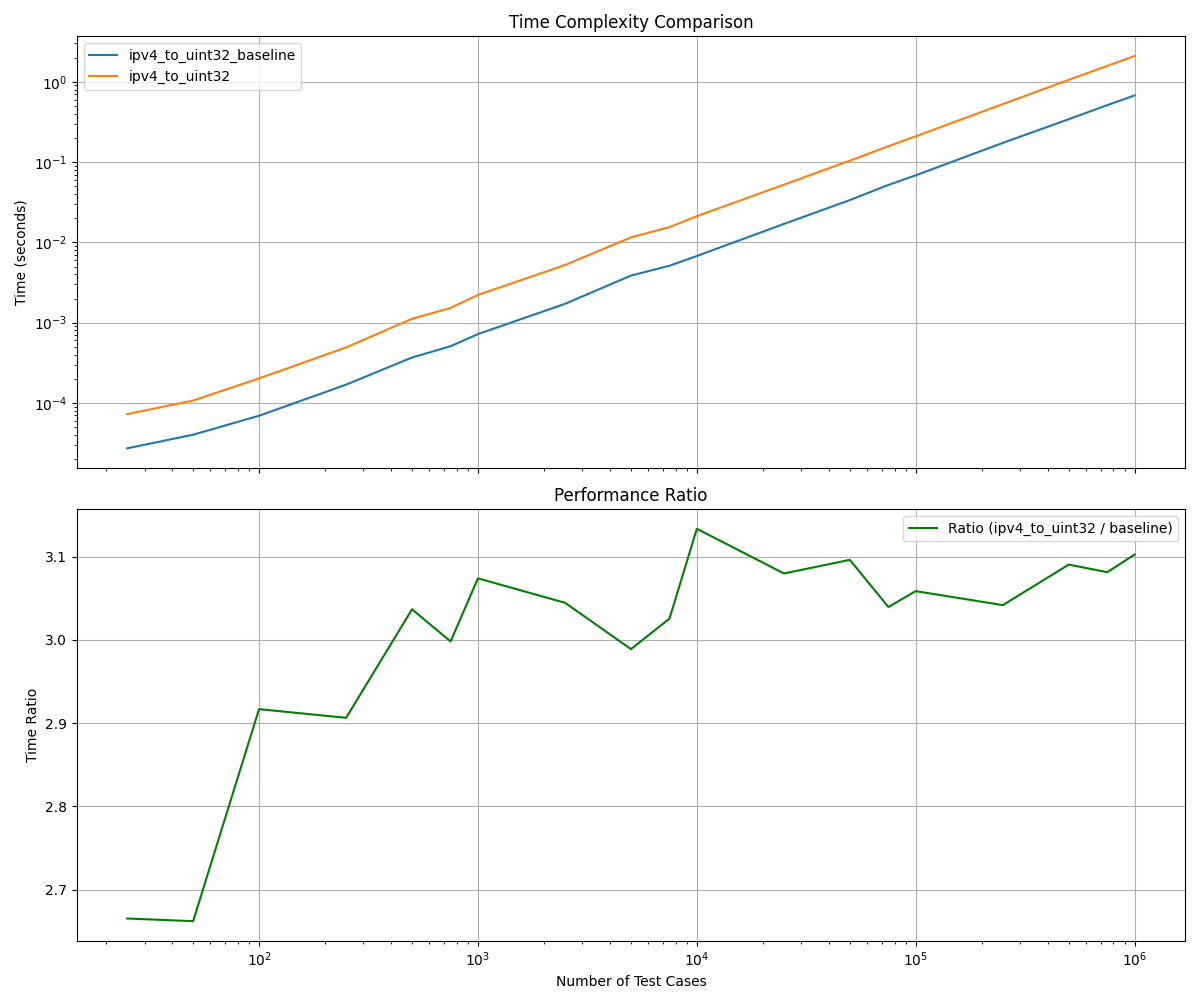 Time Complexity Comparison
ipv4_to_uint32_baseline
ipv4_to_uint32
Time (seconds)
10⁰
10⁻¹
10⁻²
10⁻³
10⁻⁴
Performance Ratio
Ratio (ipv4_to_uint32 / baseline)
Time Ratio
3.1
3.0
2.9
2.8
2.7
10² 10³ 10⁴ 10⁵ 10⁶
Number of Test Cases